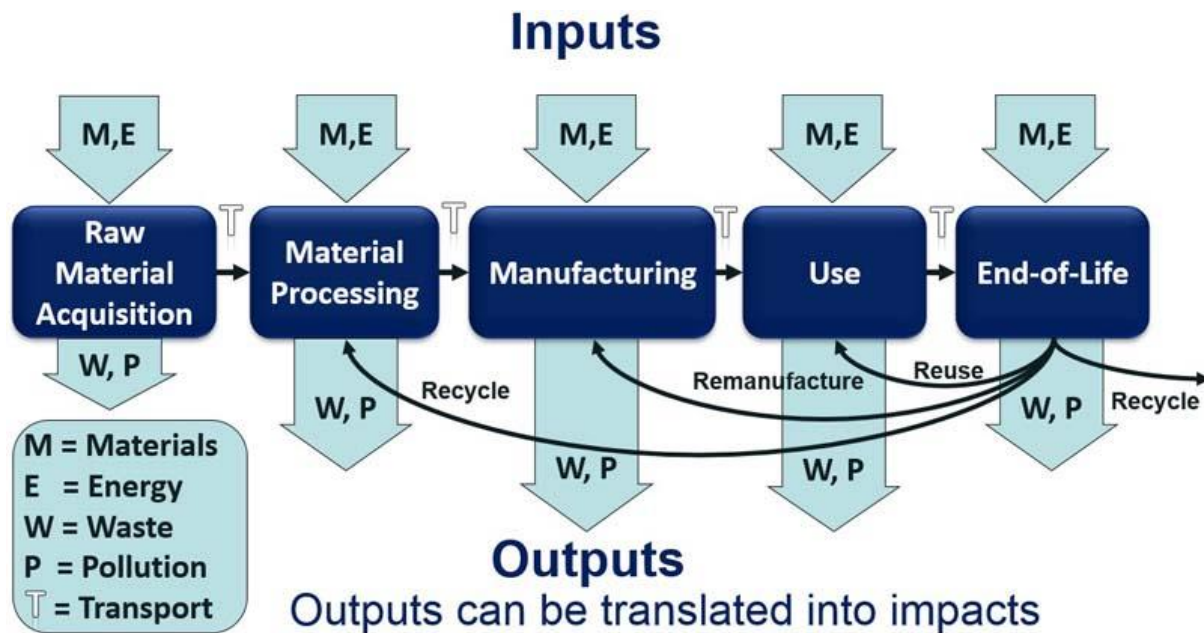 Inputs
M,E
M,E
M,E
M,E
M,E
T
T
T
T
Raw
Material
Acquisition
Material
Processing
Manufacturing
Use
End-of-Life
W, P
Recycle
W, P
Remanufacture
W, P
Reuse
W, P
W, P
Recycle
M = Materials
E = Energy
W = Waste
P = Pollution
T = Transport
Outputs
Outputs can be translated into impacts